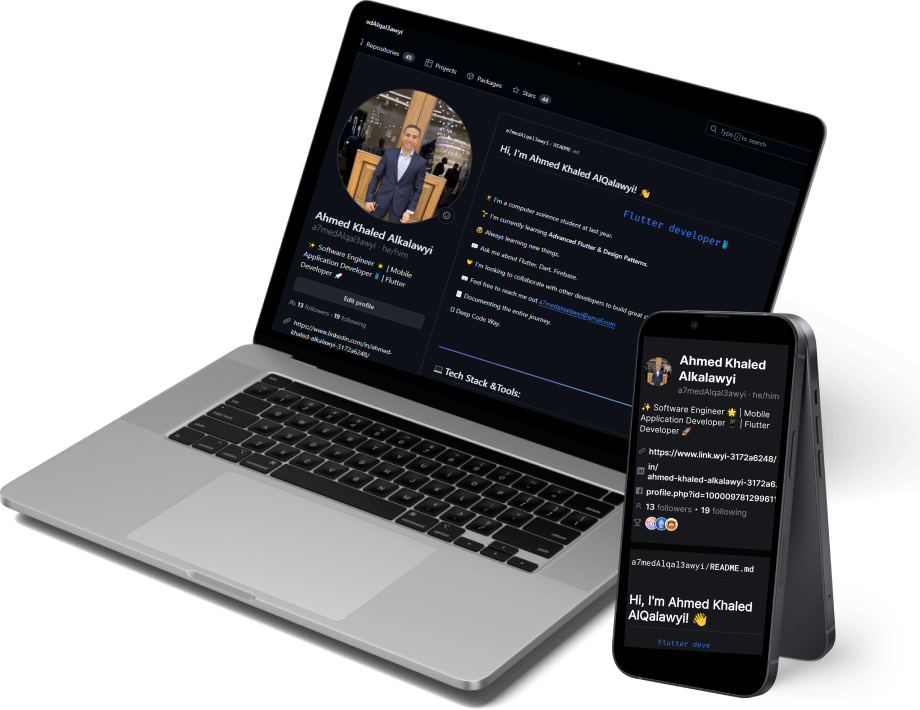 adAlqal3awyi
Repositories 45
Projects
Packages
Stars 44
Type / to search
a7medAlqal3awyi / README.md
Hi, I'm Ahmed Khaled AlQalawyi! 👋
Flutter developer📱
I'm a computer science student at last year.
I'm currently learning Advanced Flutter & Design Patterns.
Always learning new things.
Ask me about Flutter, Dart, Firebase.
I'm looking to collaborate with other developers to build great
Feel free to reach me out a7medalqalawyi@gmail.com
Documenting the entire journey.
Deep Code Way.
💻 Tech Stack &Tools:
Ahmed Khaled Alkalawyi
a7medAlqal3awyi · he/him
✨ Software Engineer 🌟 | Mobile
Application Developer 📱 | Flutter
Developer 🚀
Edit profile
13 followers · 19 following
https://www.linkedin.com/in/ahmed-
khaled-alkalawyi-3172a6248/
Ahmed Khaled
Alkalawyi
a7medAlqal3awyi · he/him
✨ Software Engineer 🌟 | Mobile
Application Developer 📱 | Flutter
Developer 🚀
https://www.link.wyi-3172a6248/
in/
ahmed-khaled-alkalawyi-3172a6.
profile.php?id=100009781299611
13 followers · 19 following
a7medAlqal3awyi/README.md
Hi, I'm Ahmed Khaled
AlQalawyi! 👋
Flutter deve